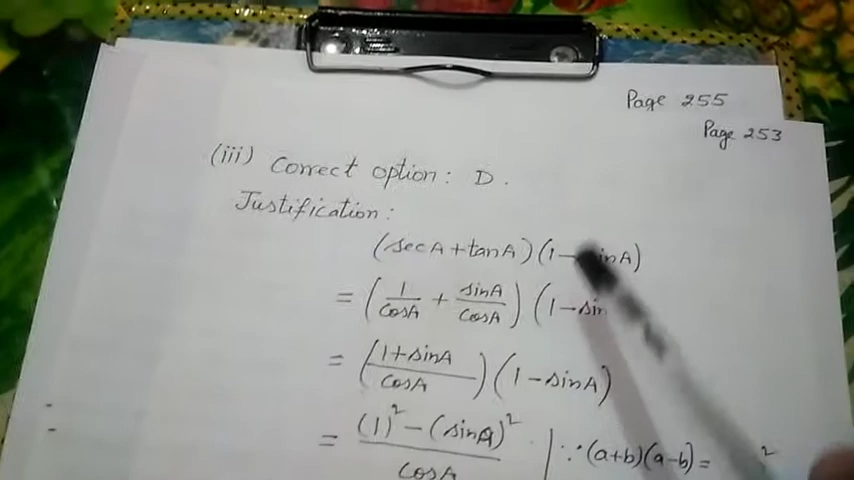 Page 255
Page 253
(iii) Correct option: D.
Justification:
(secA+tanA)(1-sinA)
= (1/cosA + sinA/cosA) (1-sin
= (1+sinA/cosA) (1-sinA)
= (1)² - (sinA)²/cosA | ∵ (a+b)(a-b) = ²